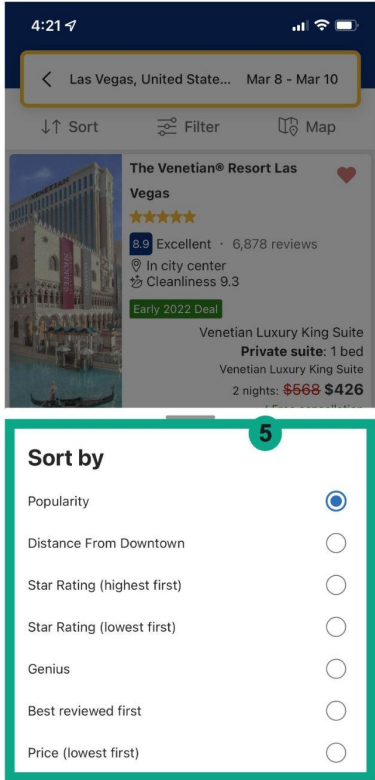 4:21
Las Vegas, United State... Mar 8 - Mar 10
Sort Filter Map
The Venetian® Resort Las
Vegas
8.9 Excellent · 6,878 reviews
In city center
Cleanliness 9.3
Early 2022 Deal
Venetian Luxury King Suite
Private suite: 1 bed
Venetian Luxury King Suite
2 nights: $568 $426
Free cancellation
5
Sort by
Popularity
Distance From Downtown
Star Rating (highest first)
Star Rating (lowest first)
Genius
Best reviewed first
Price (lowest first)